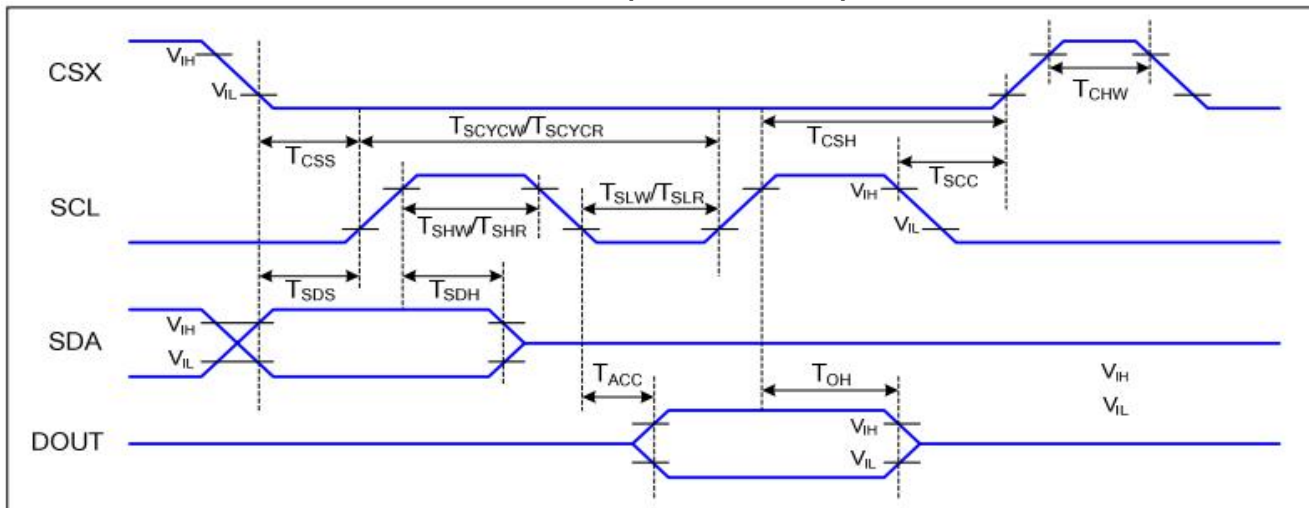 CSX
VIH
VIL
TCHW
TCSS
TSCYCW/TSCYCR
TCSH
TSCC
SCL
TSHW/TSHR
TSLW/TSLR
VIH
VIL
TSDS
TSDH
SDA
VIH
VIL
TACC
TOH
VIH
VIL
DOUT
VIH
VIL